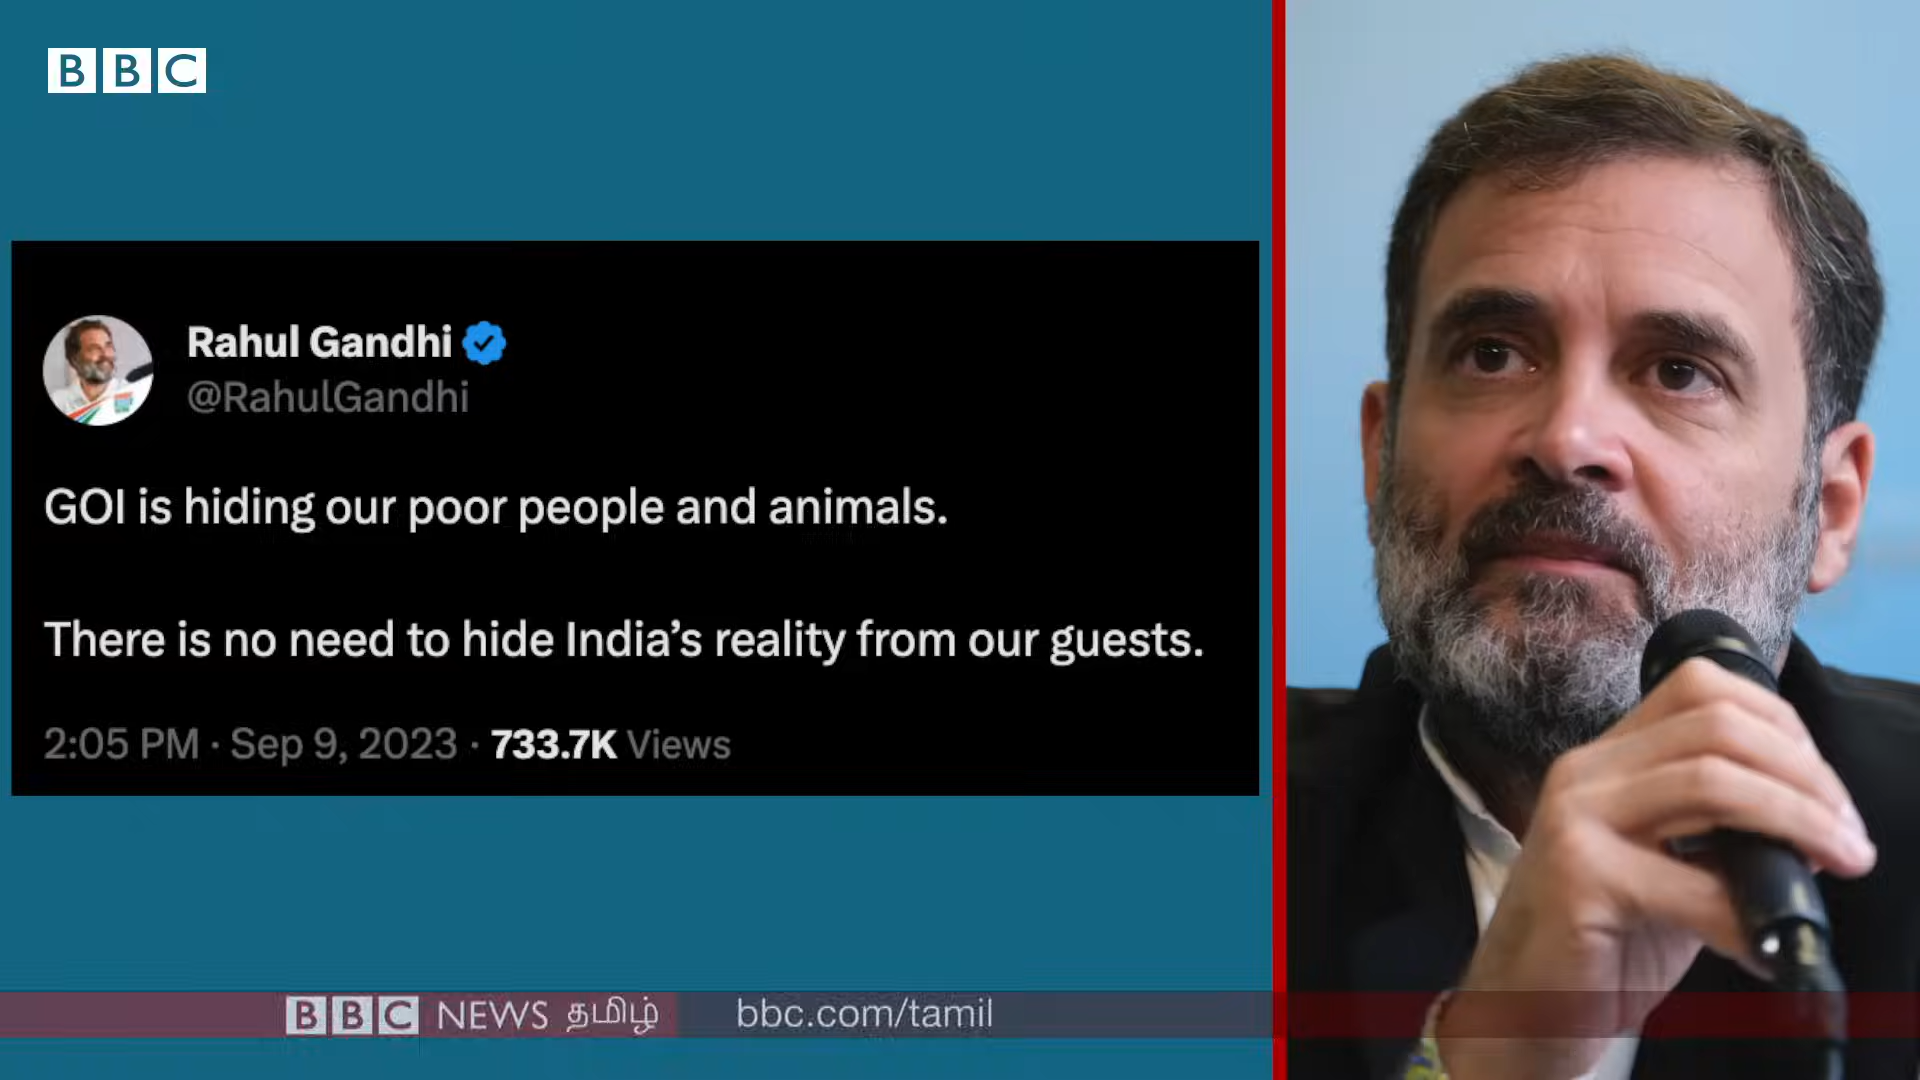 BBC
Rahul Gandhi
@RahulGandhi
GOI is hiding our poor people and animals.
There is no need to hide India’s reality from our guests.
2:05 PM · Sep 9, 2023 · 733.7K Views
BBC NEWS தமிழ் bbc.com/tamil